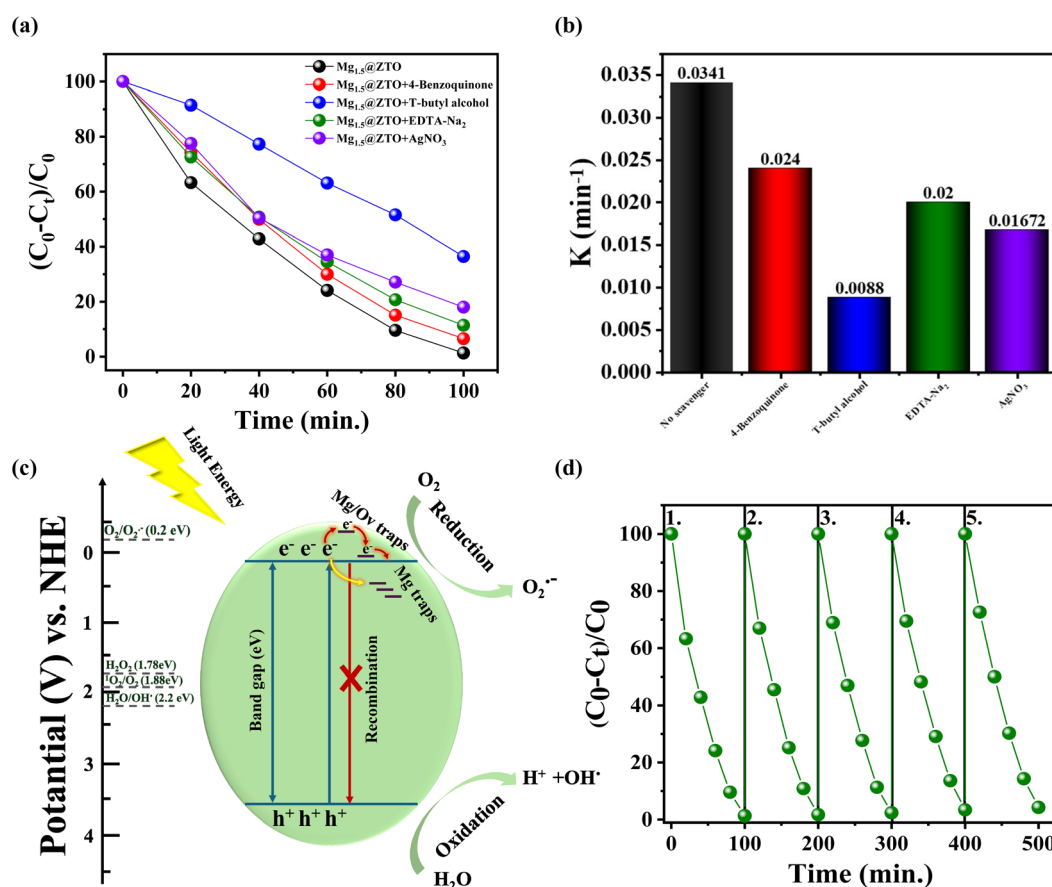 (a)
(C₀-Cₜ)/C₀
100
80
60
40
20
0
0 20 40 60 80 100
Time (min.)
Mg₁.₅@ZTO
Mg₁.₅@ZTO+4-Benzoquinone
Mg₁.₅@ZTO+T-butyl alcohol
Mg₁.₅@ZTO+EDTA-Na₂
Mg₁.₅@ZTO+AgNO₃
(b)
K (min⁻¹)
0.035
0.030
0.025
0.020
0.015
0.010
0.005
0.000
0.0341
0.024
0.0088
0.02
0.01672
No scavenger
4-Benzoquinone
T-butyl alcohol
EDTA-Na₂
AgNO₃
(c)
Potantial (V) vs. NHE
0
1
2
3
4
Light Energy
O₂/O₂·⁻ (0.2 eV)
H₂O₂ (1.78eV)
¹O₂/O₂ (1.88eV)
H₂O/OH· (2.2 eV)
Mg/Ov traps
e⁻
e⁻
e⁻ e⁻ e⁻
Mg traps
Band gap (eV)
Recombination
h⁺ h⁺ h⁺
O₂
Reduction
O₂·⁻
H⁺ +OH·
Oxidation
H₂O
(d)
(C0-Ct)/C0
100
80
60
40
20
0
1. 2. 3. 4. 5.
0 100 200 300 400 500
Time (min.)